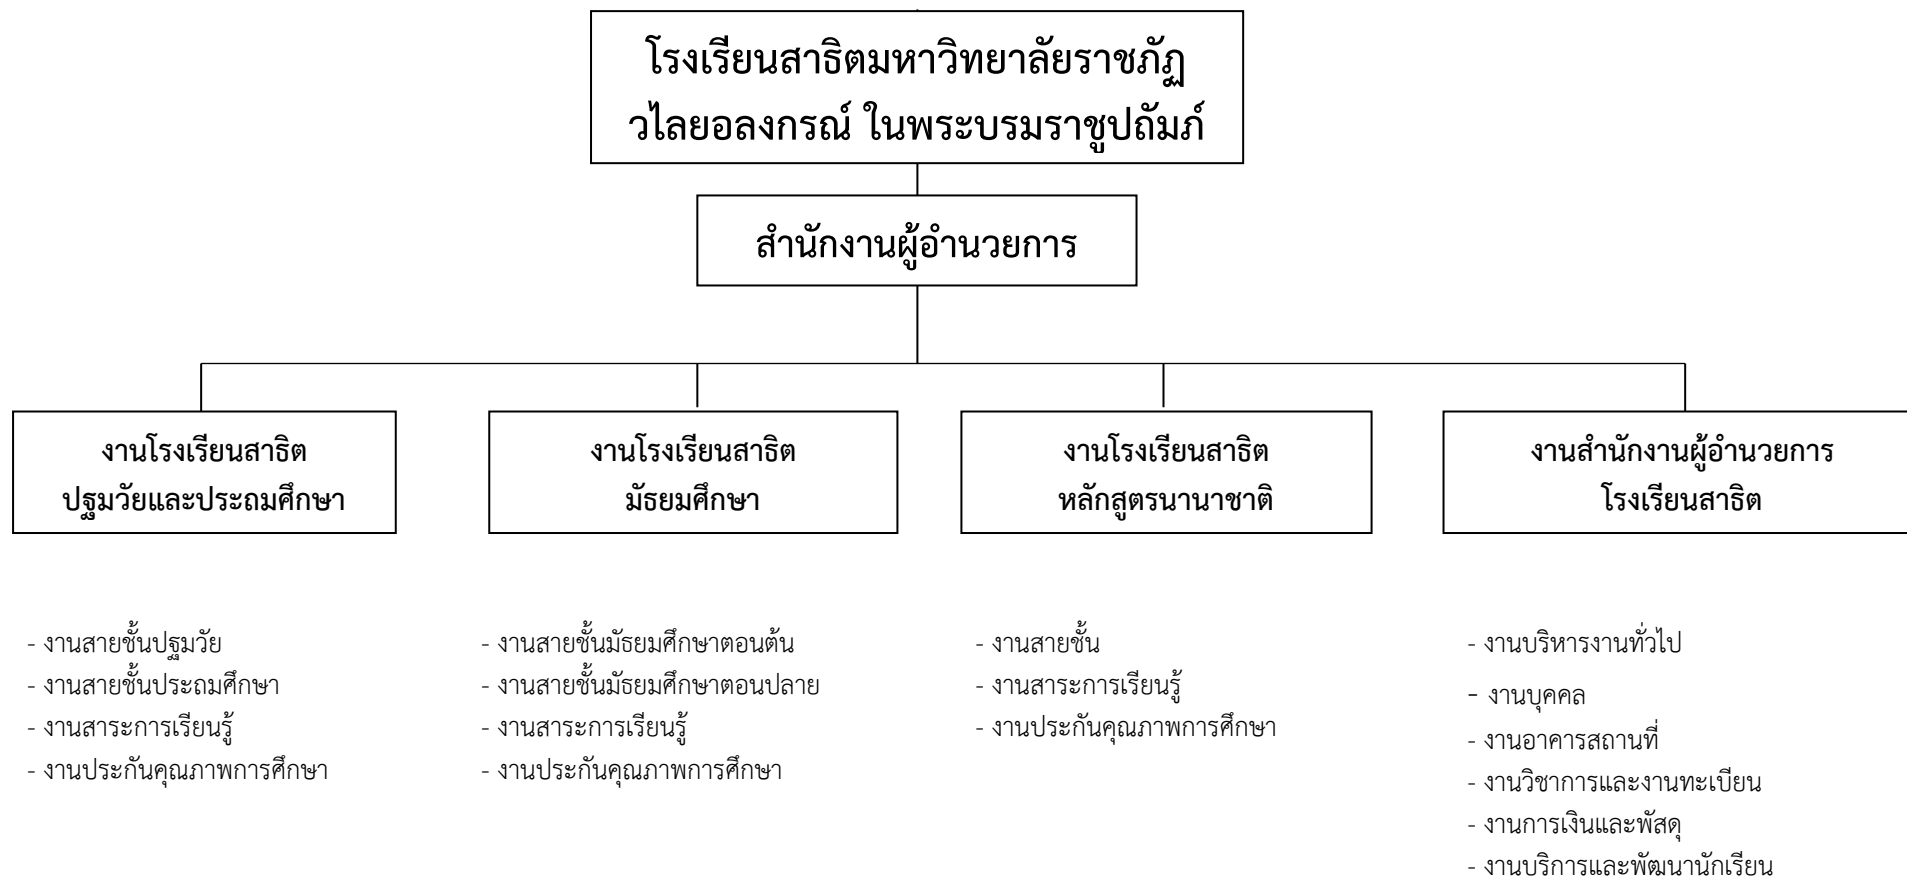 โรงเรียนสาธิตมหาวิทยาลัยราชภัฏ
วไลยอลงกรณ์ ในพระบรมราชูปถัมภ์
สำนักงานผู้อำนวยการ
งานโรงเรียนสาธิต
ปฐมวัยและประถมศึกษา
งานโรงเรียนสาธิต
มัธยมศึกษา
งานโรงเรียนสาธิต
หลักสูตรนานาชาติ
งานสำนักงานผู้อำนวยการ
โรงเรียนสาธิต
- งานสายชั้นปฐมวัย
- งานสายชั้นประถมศึกษา
- งานสาระการเรียนรู้
- งานประกันคุณภาพการศึกษา
- งานสายชั้นมัธยมศึกษาตอนต้น
- งานสายชั้นมัธยมศึกษาตอนปลาย
- งานสาระการเรียนรู้
- งานประกันคุณภาพการศึกษา
- งานสายชั้น
- งานสาระการเรียนรู้
- งานประกันคุณภาพการศึกษา
- งานบริหารงานทั่วไป
- งานบุคคล
- งานอาคารสถานที่
- งานวิชาการและงานทะเบียน
- งานการเงินและพัสดุ
- งานบริการและพัฒนานักเรียน